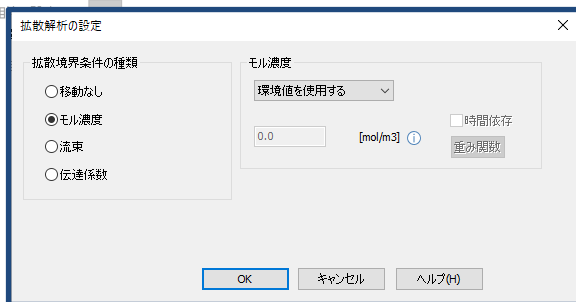 拡散解析の設定
拡散境界条件の種類
移動なし
モル濃度
流束
伝達係数
モル濃度
環境値を使用する
時間依存
0.0
[mol/m3]
重み関数
OK
キャンセル
ヘルプ(H)